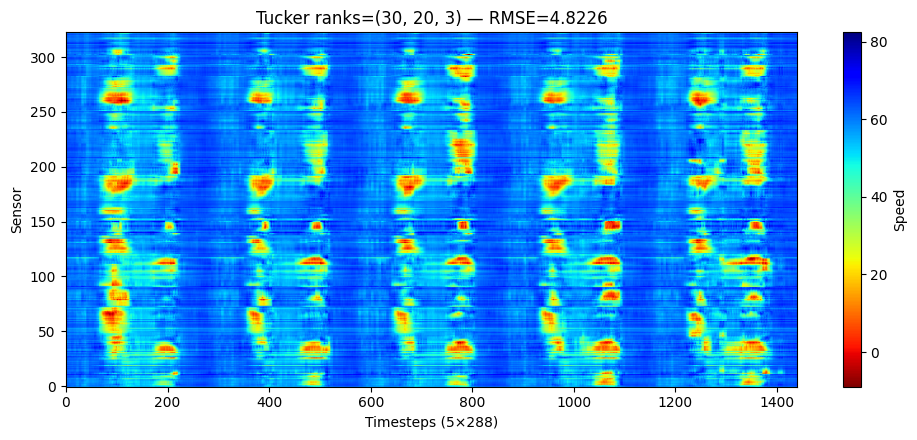 Tucker ranks=(30, 20, 3) — RMSE=4.8226
Sensor
300
250
200
150
100
50
0
0 200 400 600 800 1000 1200 1400
Timesteps (5×288)
80
60
40
20
0
Speed